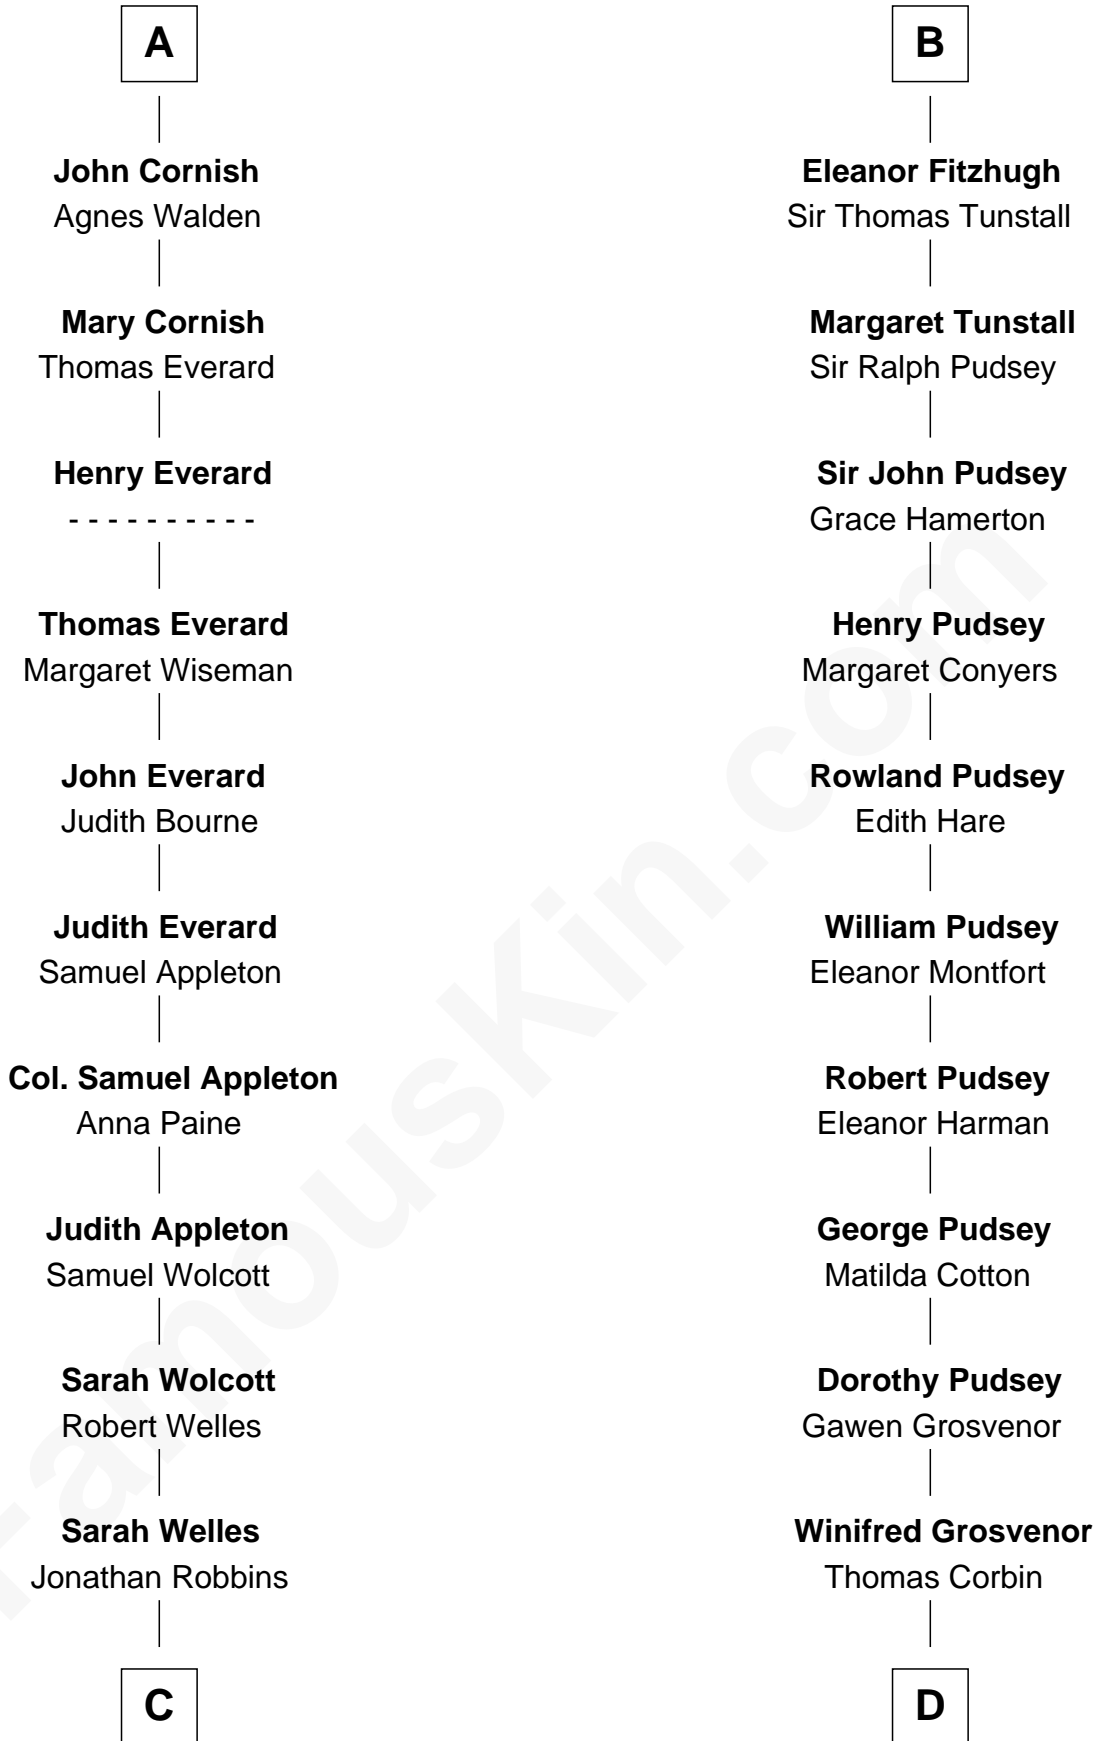 A
John Cornish
Agnes Walden
Mary Cornish
Thomas Everard
Henry Everard
- - - - - - - - - -
Thomas Everard
Margaret Wiseman
John Everard
Judith Bourne
Judith Everard
Samuel Appleton
Col. Samuel Appleton
Anna Paine
Judith Appleton
Samuel Wolcott
Sarah Wolcott
Robert Welles
Sarah Welles
Jonathan Robbins
C
B
Eleanor Fitzhugh
Sir Thomas Tunstall
Margaret Tunstall
Sir Ralph Pudsey
Sir John Pudsey
Grace Hamerton
Henry Pudsey
Margaret Conyers
Rowland Pudsey
Edith Hare
William Pudsey
Eleanor Montfort
Robert Pudsey
Eleanor Harman
George Pudsey
Matilda Cotton
Dorothy Pudsey
Gawen Grosvenor
Winifred Grosvenor
Thomas Corbin
D
FamousKin.com